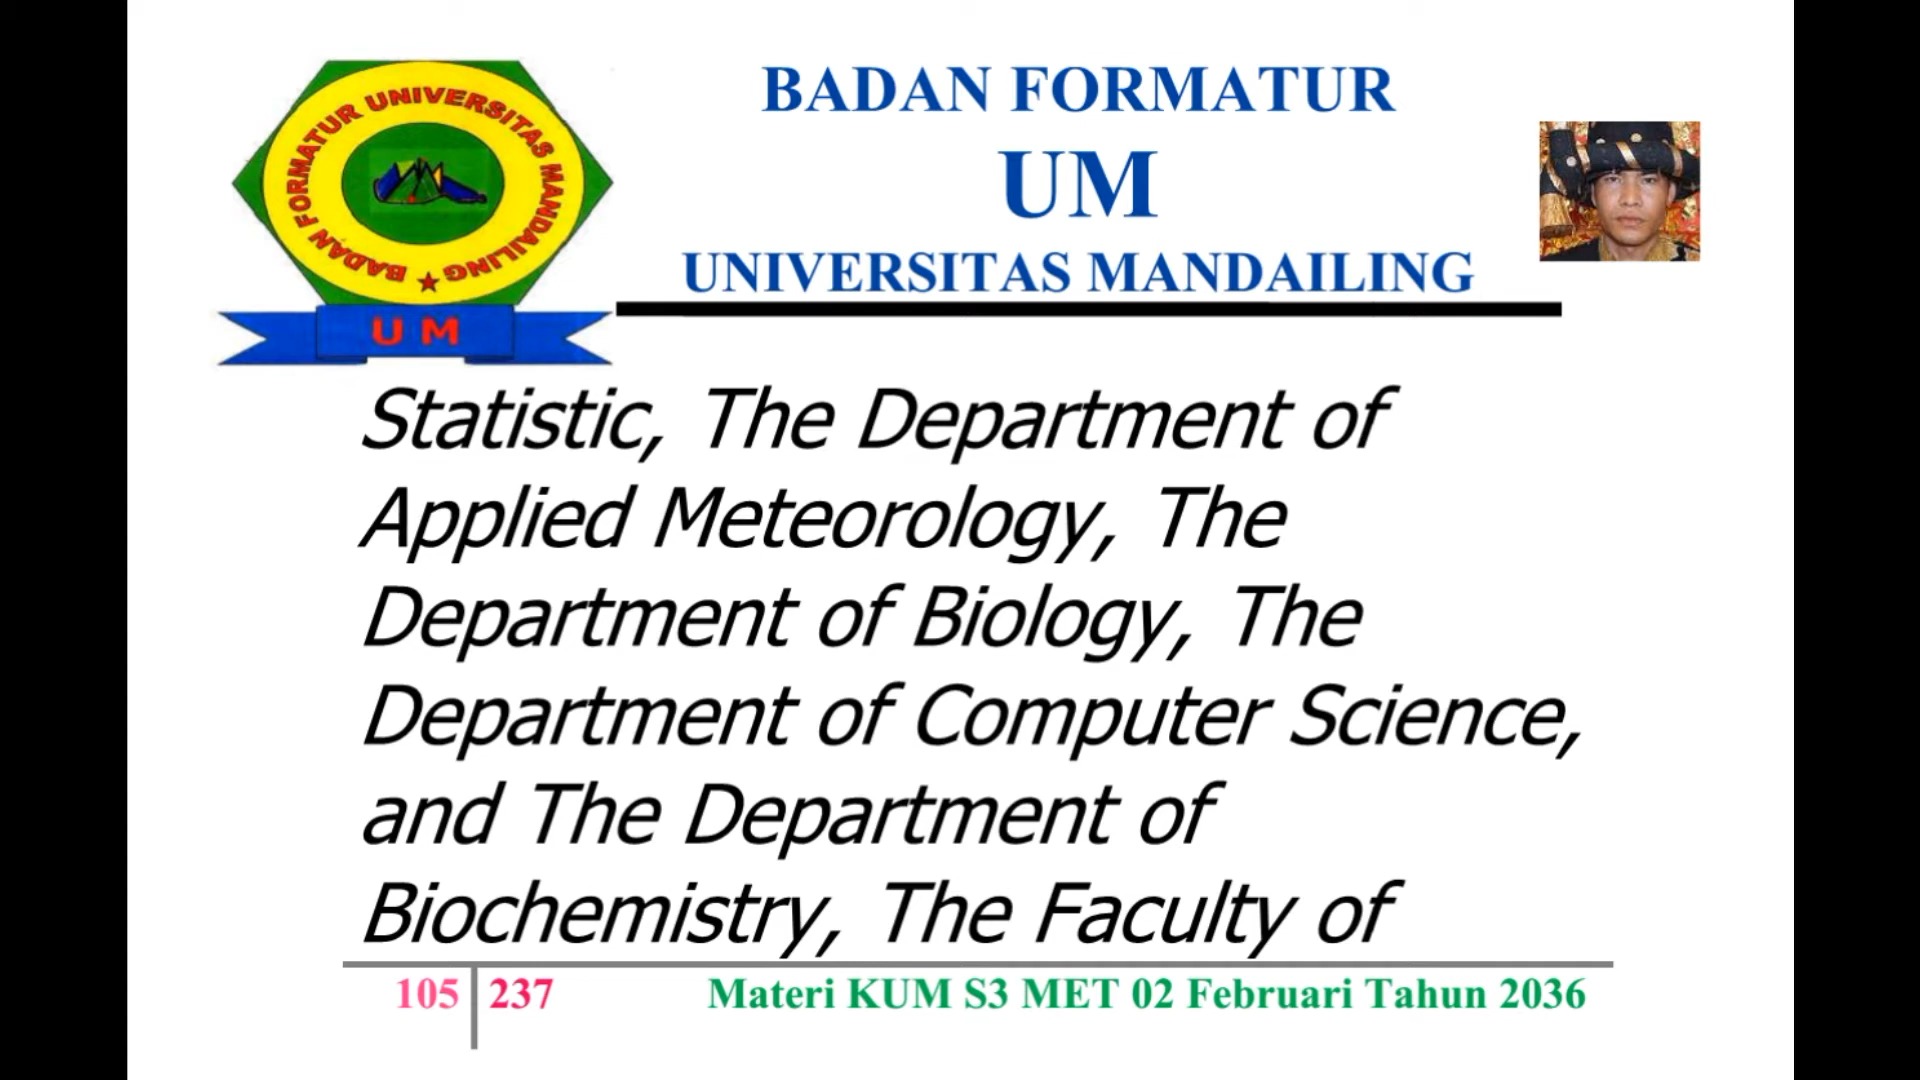 BADAN FORMATUR UNIVERSITAS MANDAILING
U M
BADAN FORMATUR
UM
UNIVERSITAS MANDAILING
Statistic, The Department of
Applied Meteorology, The
Department of Biology, The
Department of Computer Science,
and The Department of
Biochemistry, The Faculty of
105 237 Materi KUM S3 MET 02 Februari Tahun 2036